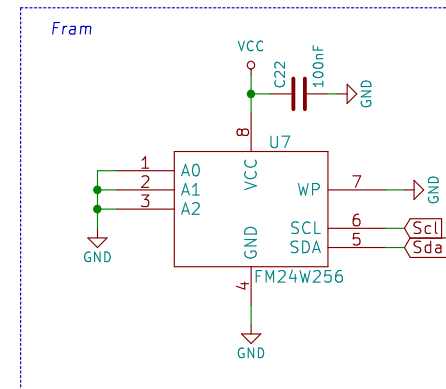 Fram
VCC
C22
100nF
GND
8
U7
1
A0
VCC
2
A1
WP
7
GND
3
A2
SCL
6
Scl
SDA
5
Sda
GND
GND
4
FM24W256
GND